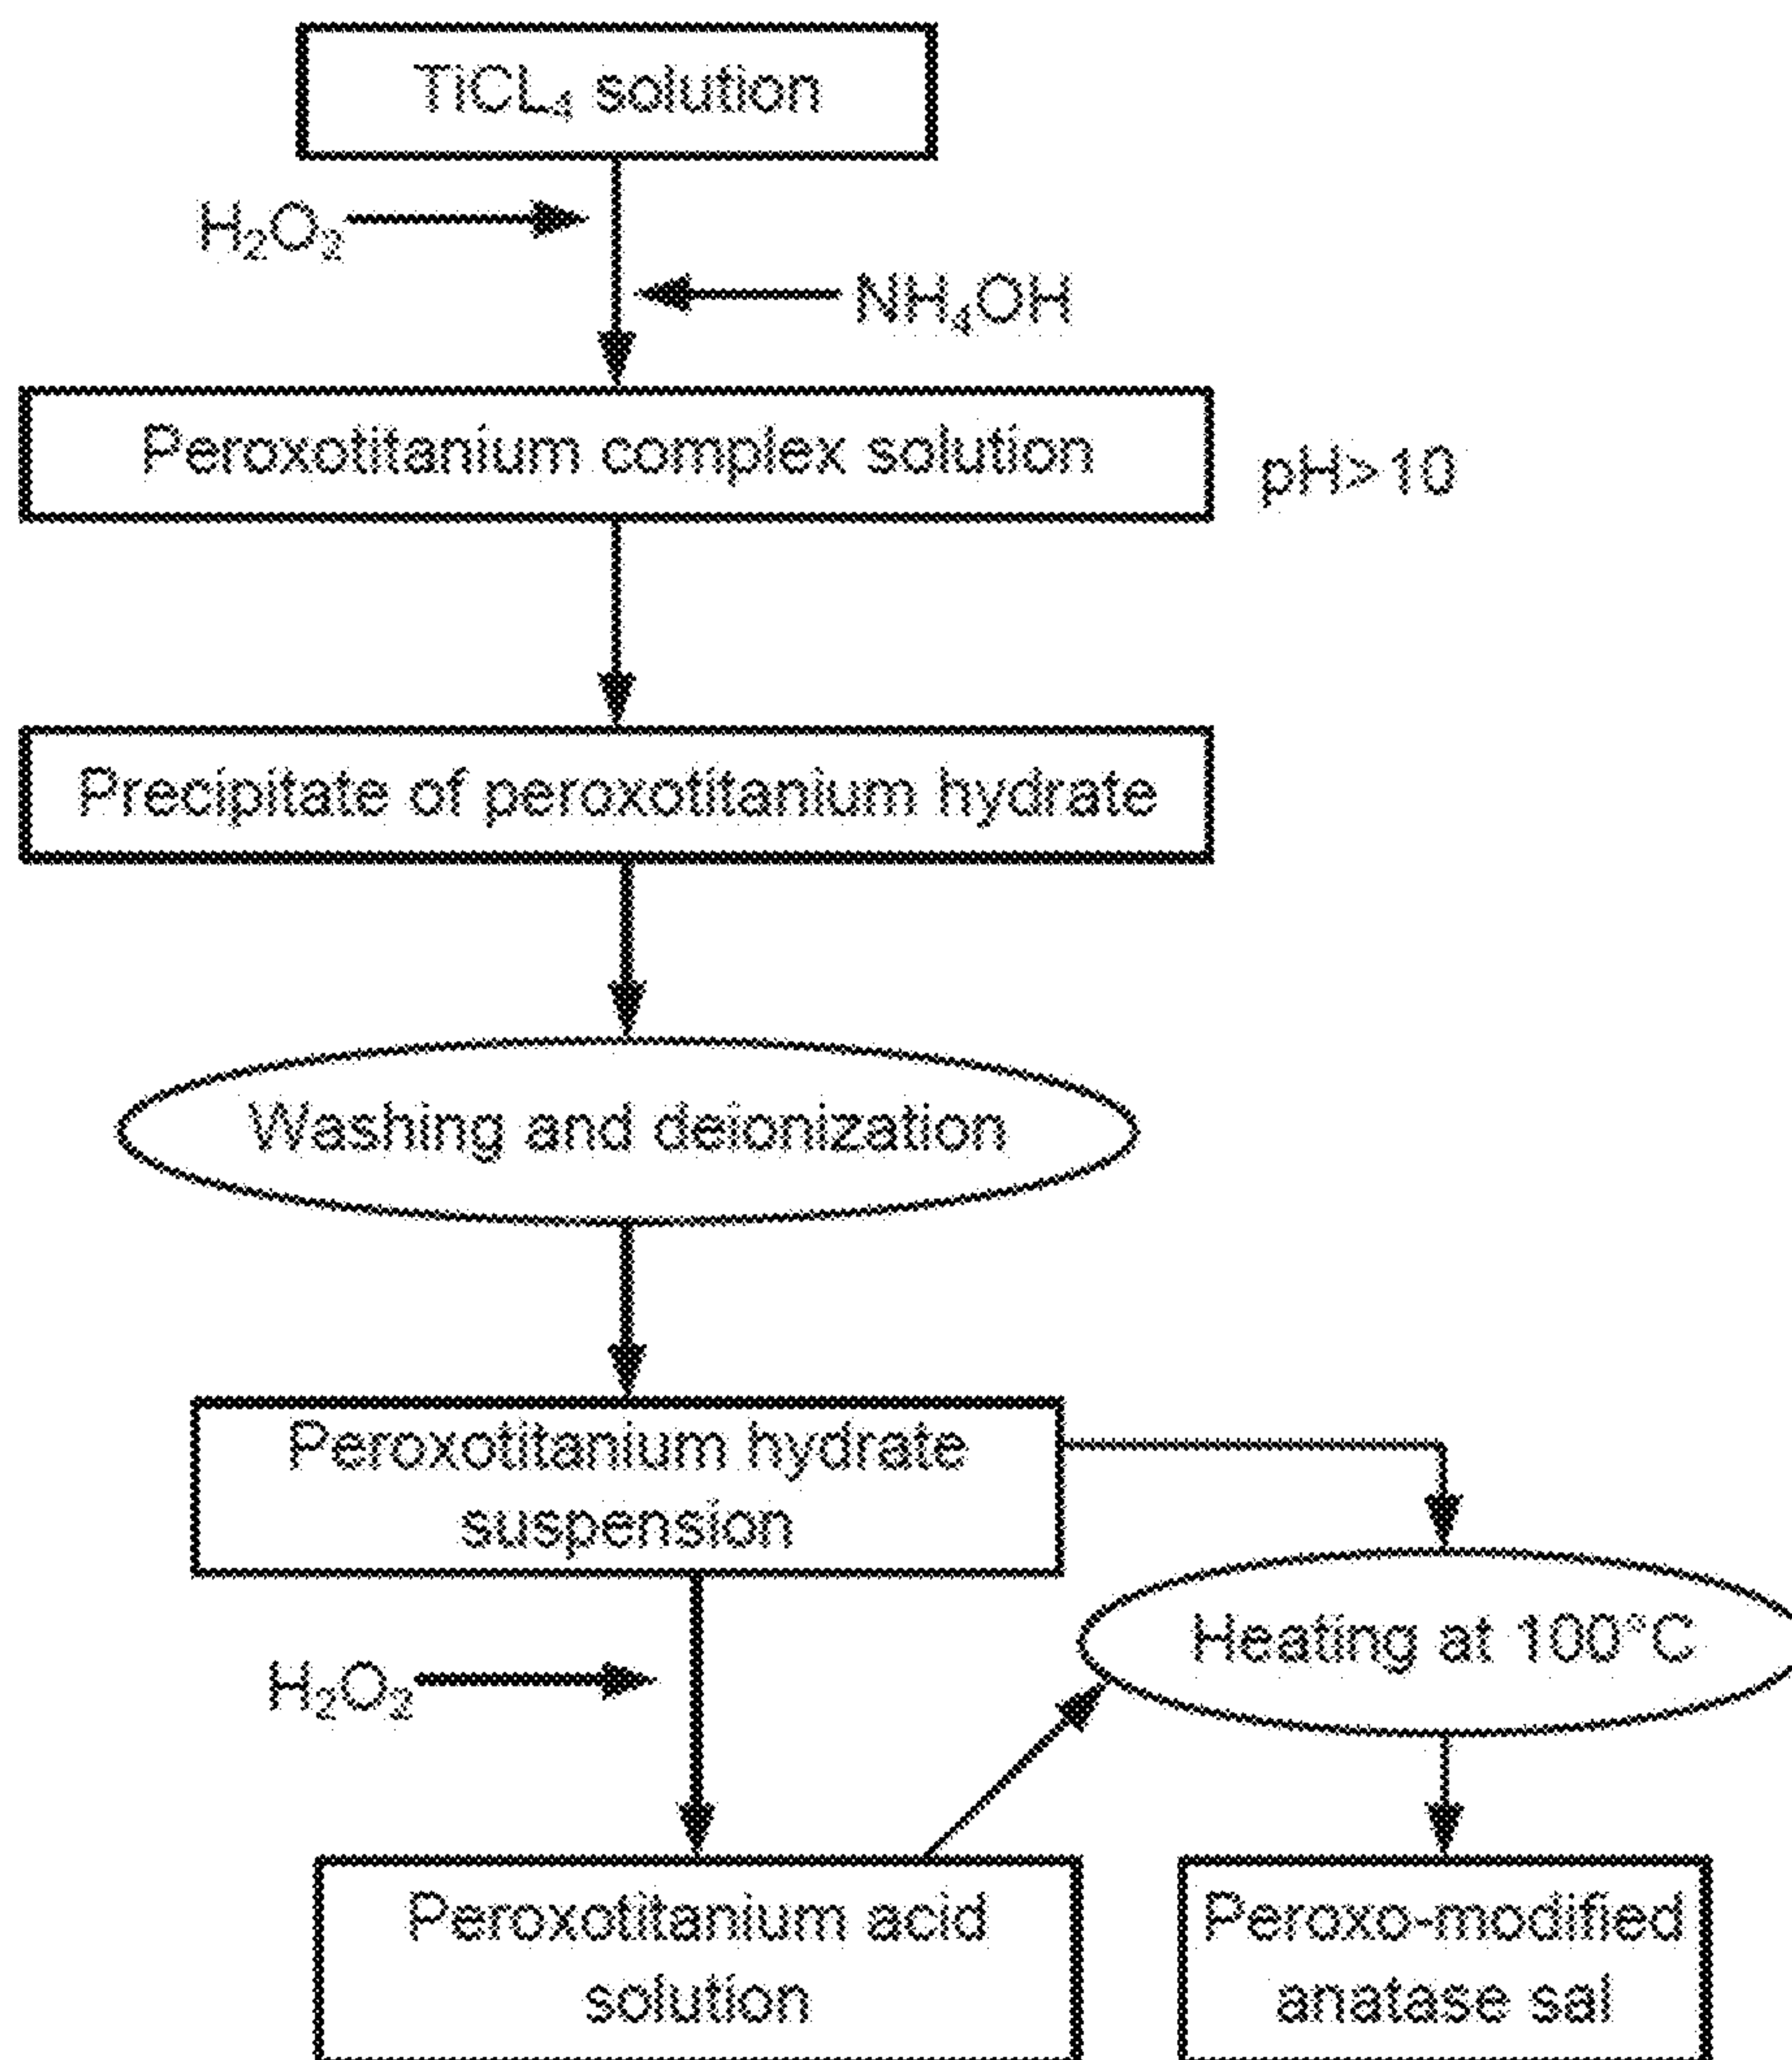 TiCL₄ solution
H₂O₂
NH₄OH
Peroxotitanium complex solution
pH>10
Precipitate of peroxotitanium hydrate
Washing and deionization
Peroxotitanium hydrate
suspension
Heating at 100°C
H₂O₂
Peroxotitanium acid
solution
Peroxo-modified
anatase sal